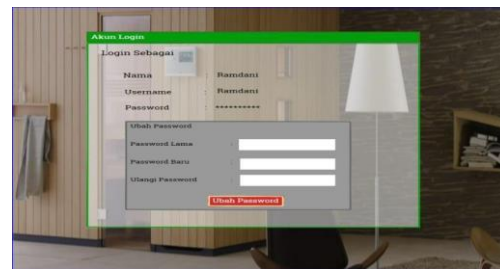 Akun Login
Login Sebagai
Nama : Ramdani
Username : Ramdani
Password : **********
Ubah Password
Password Lama :
Password Baru :
Ulangi Password :
Ubah Password